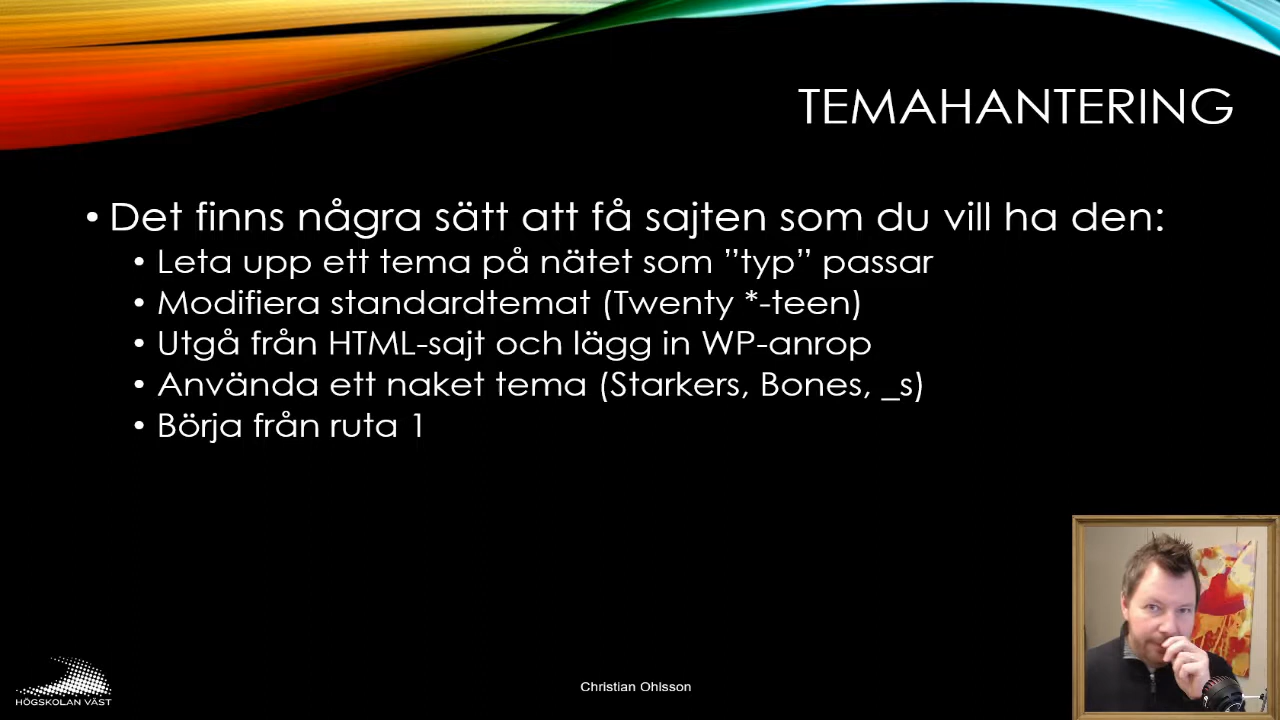 TEMAHANTERING
• Det finns några sätt att få sajten som du vill ha den:
• Leta upp ett tema på nätet som ”typ” passar
• Modifiera standardtemat (Twenty *-teen)
• Utgå från HTML-sajt och lägg in WP-anrop
• Använda ett naket tema (Starkers, Bones, _s)
• Börja från ruta 1
HÖGSKOLAN VÄST
Christian Ohlsson